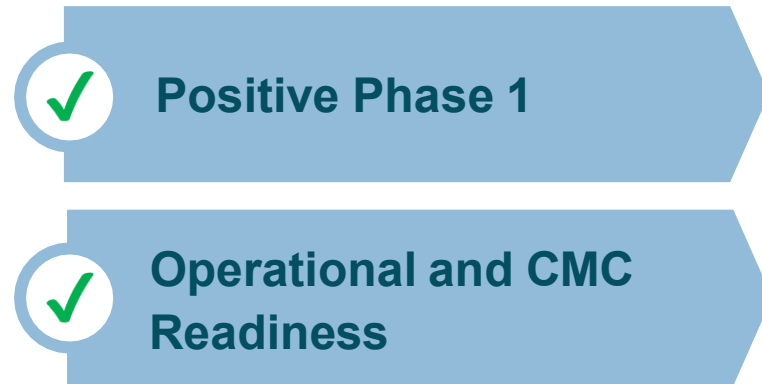 Positive Phase 1
Operational and CMC
Readiness